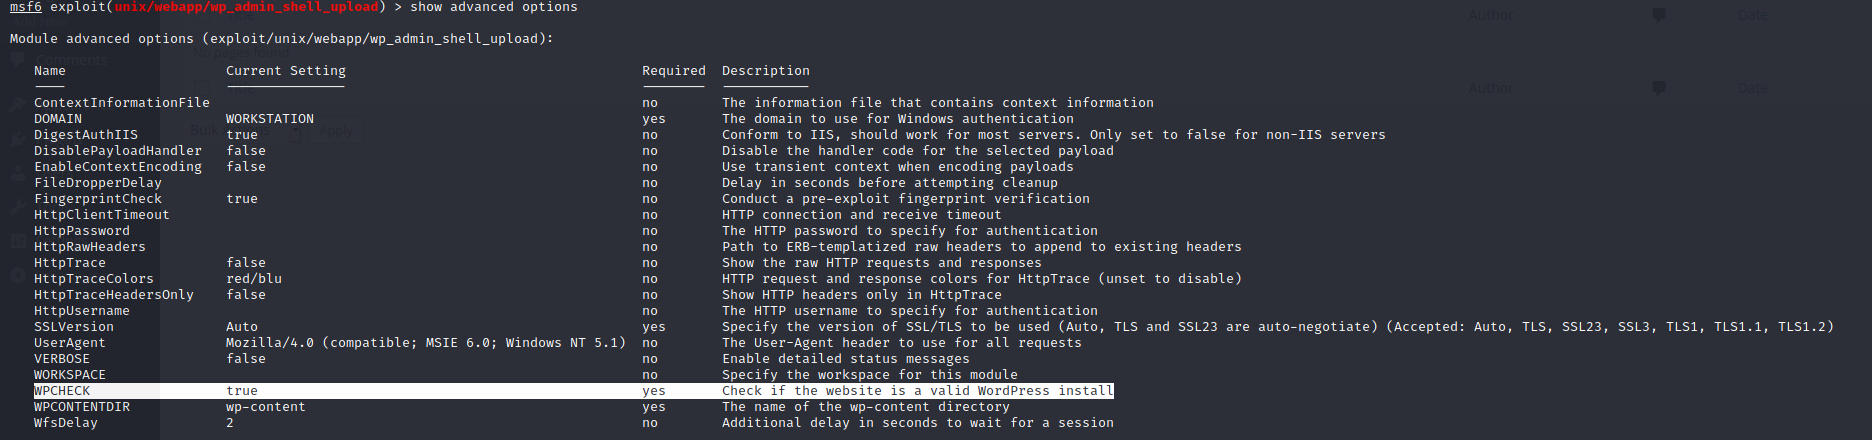 msf6 exploit(unix/webapp/wp_admin_shell_upload) > show advanced options
Author Date
Module advanced options (exploit/unix/webapp/wp_admin_shell_upload):
No pages found.
Comments
Name Current Setting Required Description
---- --------------- -------- -----------
Author Date
ContextInformationFile no The information file that contains context information
DOMAIN WORKSTATION yes The domain to use for Windows authentication
Bulk Apply
DigestAuthIIS true no Conform to IIS, should work for most servers. Only set to false for non-IIS servers
DisablePayloadHandler false no Disable the handler code for the selected payload
EnableContextEncoding false no Use transient context when encoding payloads
FileDropperDelay no Delay in seconds before attempting cleanup
FingerprintCheck true no Conduct a pre-exploit fingerprint verification
HttpClientTimeout no HTTP connection and receive timeout
HttpPassword no The HTTP password to specify for authentication
HttpRawHeaders no Path to ERB-templatized raw headers to append to existing headers
HttpTrace false no Show the raw HTTP requests and responses
HttpTraceColors red/blu no HTTP request and response colors for HttpTrace (unset to disable)
HttpTraceHeadersOnly false no Show HTTP headers only in HttpTrace
HttpUsername no The HTTP username to specify for authentication
SSLVersion Auto yes Specify the version of SSL/TLS to be used (Auto, TLS and SSL23 are auto-negotiate) (Accepted: Auto, TLS, SSL23, SSL3, TLS1, TLS1.1, TLS1.2)
UserAgent Mozilla/4.0 (compatible; MSIE 6.0; Windows NT 5.1) no The User-Agent header to use for all requests
VERBOSE false no Enable detailed status messages
WORKSPACE no Specify the workspace for this module
WPCHECK true yes Check if the website is a valid WordPress install
WPCONTENTDIR wp-content yes The name of the wp-content directory
WfsDelay 2 no Additional delay in seconds to wait for a session